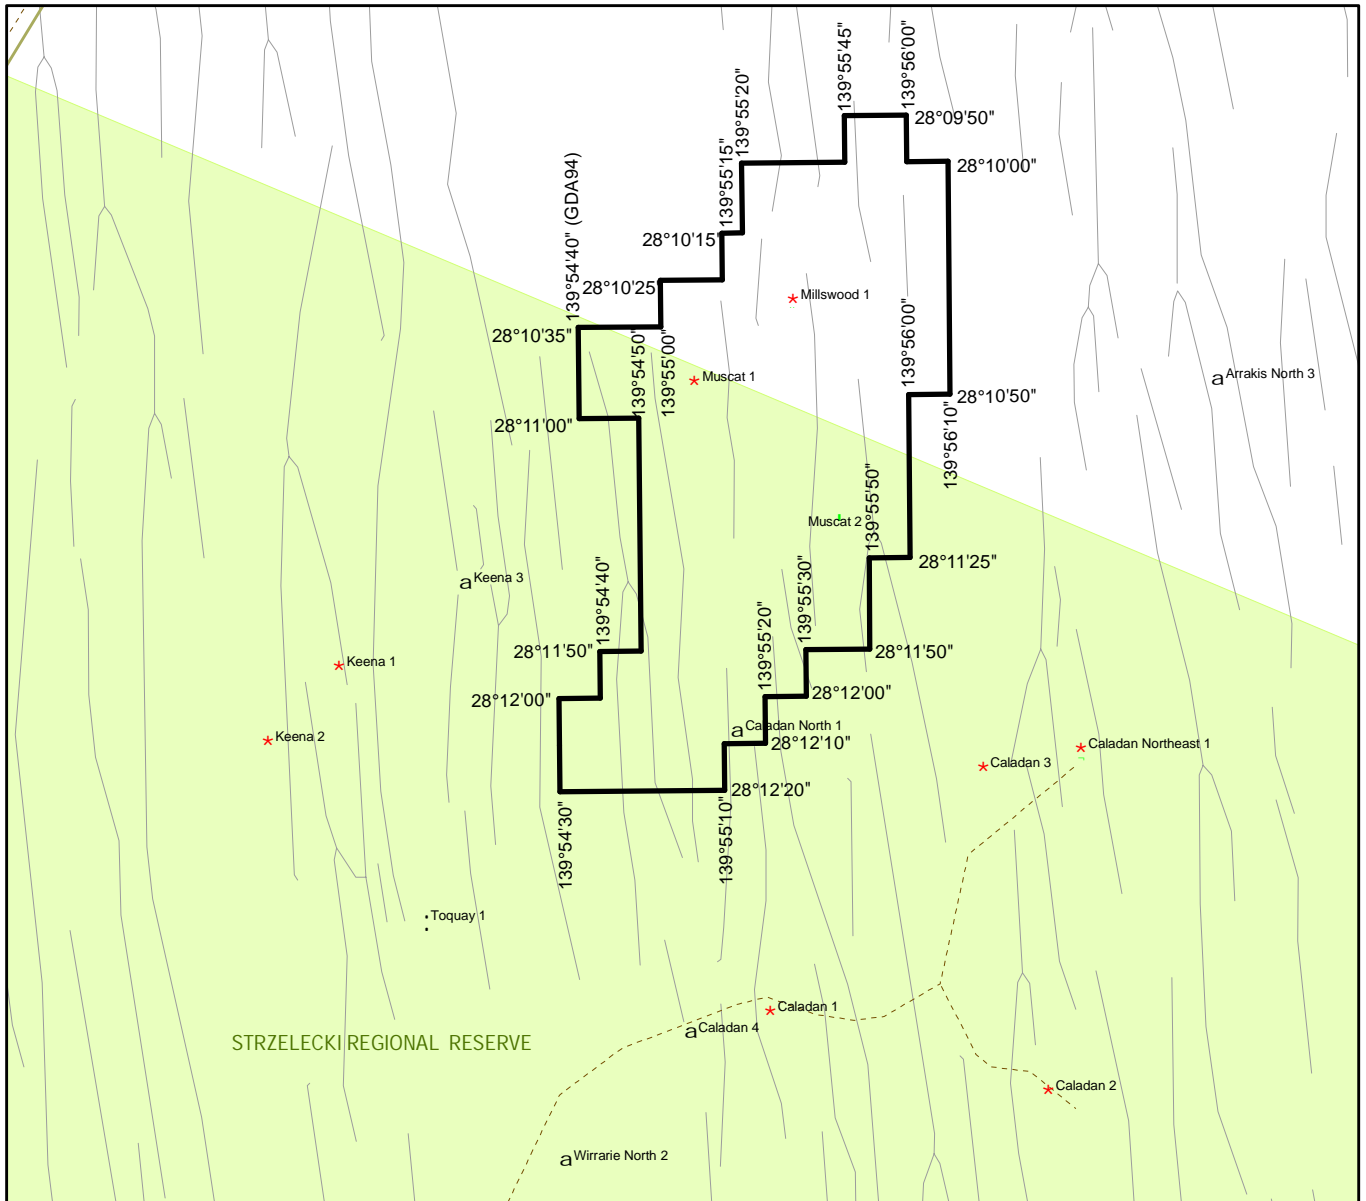 139°55'45"
139°56'00"
28°09'50"
139°55'20"
139°55'15"
28°10'00"
139°54'40" (GDA94)
28°10'15"
28°10'25"
Millswood 1
28°10'35"
139°54'50"
139°55'00"
139°56'00"
Muscat 1
a Arrakis North 3
28°10'50"
28°11'00"
139°56'10"
139°55'50"
Muscat 2
28°11'25"
a Keena 3
139°54'40"
139°55'30"
28°11'50"
28°11'50"
Keena 1
139°55'20"
28°12'00"
28°12'00"
Keena 2
a Caladan North 1
28°12'10"
Caladan Northeast 1
Caladan 3
28°12'20"
139°54'30"
139°55'10"
Toquay 1
Caladan 1
a Caladan 4
STRZELECKI REGIONAL RESERVE
Caladan 2
a Wirrarie North 2